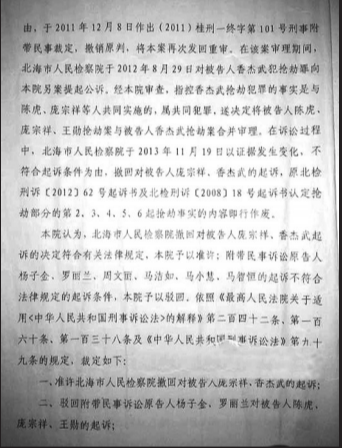 由，于2011年12月8日作出（2011）桂刑一终字第101号刑事附
带民事裁定，撤销原判，将本案再次发回重审。在该案审理期间，
北海市人民检察院于2012年8月29日对被告人香杰武犯抢劫罪向
本院另案提起公诉。经本院审查，指控香杰武抢劫犯罪的事实是与
陈虎、庞宗祥等人共同实施的，属共同犯罪，遂决定将被告人陈虎、
庞宗祥、王勋抢劫案与被告人香杰武抢劫案合并审理。在诉讼过程
中，北海市人民检察院于2013年11月19日以证据发生变化、不
符合起诉条件为由，撤回对被告人庞宗祥、香杰武的起诉，原北检
刑诉〔2012〕62号起诉书及北检刑诉〔2008〕18号起诉书认定抢
劫部分的第2、3、4、5、6起抢劫事实的内容即行作废。
本院认为，北海市人民检察院撤回对被告人庞宗祥、香杰武起
诉的决定符合有关法律规定，本院予以准许；附带民事诉讼原告人
杨子金、罗丽兰、周文丽、马洁如、马小慧、马智恒的起诉不符合
法律规定的起诉条件，本院予以驳回。依照《最高人民法院关于适
用<中华人民共和国刑事诉讼法>的解释》第二百四十二条、第一百
六十条、第一百三十八条及《中华人民共和国刑事诉讼法》第九十
九条的规定，裁定如下：
一、准许北海市人民检察院撤回对被告人庞宗祥、香杰武的起诉；
二、驳回附带民事诉讼原告人杨子金、罗丽兰对被告人陈虎，
庞宗祥、王勋的起诉；